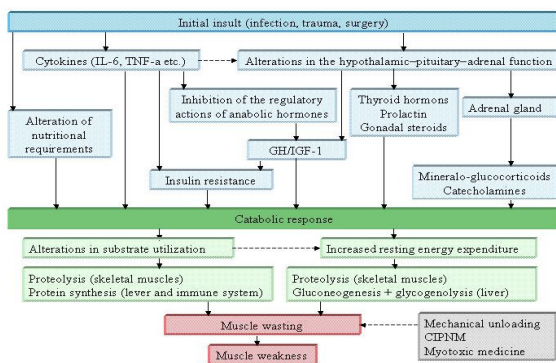 Initial insult (infection, trauma, surgery)
Cytokines (IL-6, TNF-a etc.)
Alterations in the hypothalamic–pituitary–adrenal function
Inhibition of the regulatory
actions of anabolic hormones
Thyroid hormons
Prolactin
Gonadal steroids
Adrenal gland
Alteration of
nutritional
requirements
GH/IGF-1
Insulin resistance
Mineralo-glucocorticoids
Catecholamines
Catabolic response
Alterations in substrate utilization
Increased resting energy expenditure
Proteolysis (skeletal muscles)
Protein synthesis (lever and immune system)
Proteolysis (skeletal muscles)
Gluconeogenesis + glycogenolysis (liver)
Muscle wasting
Mechanical unloading
CIPNM
Myotoxic medicine
Muscle weakness